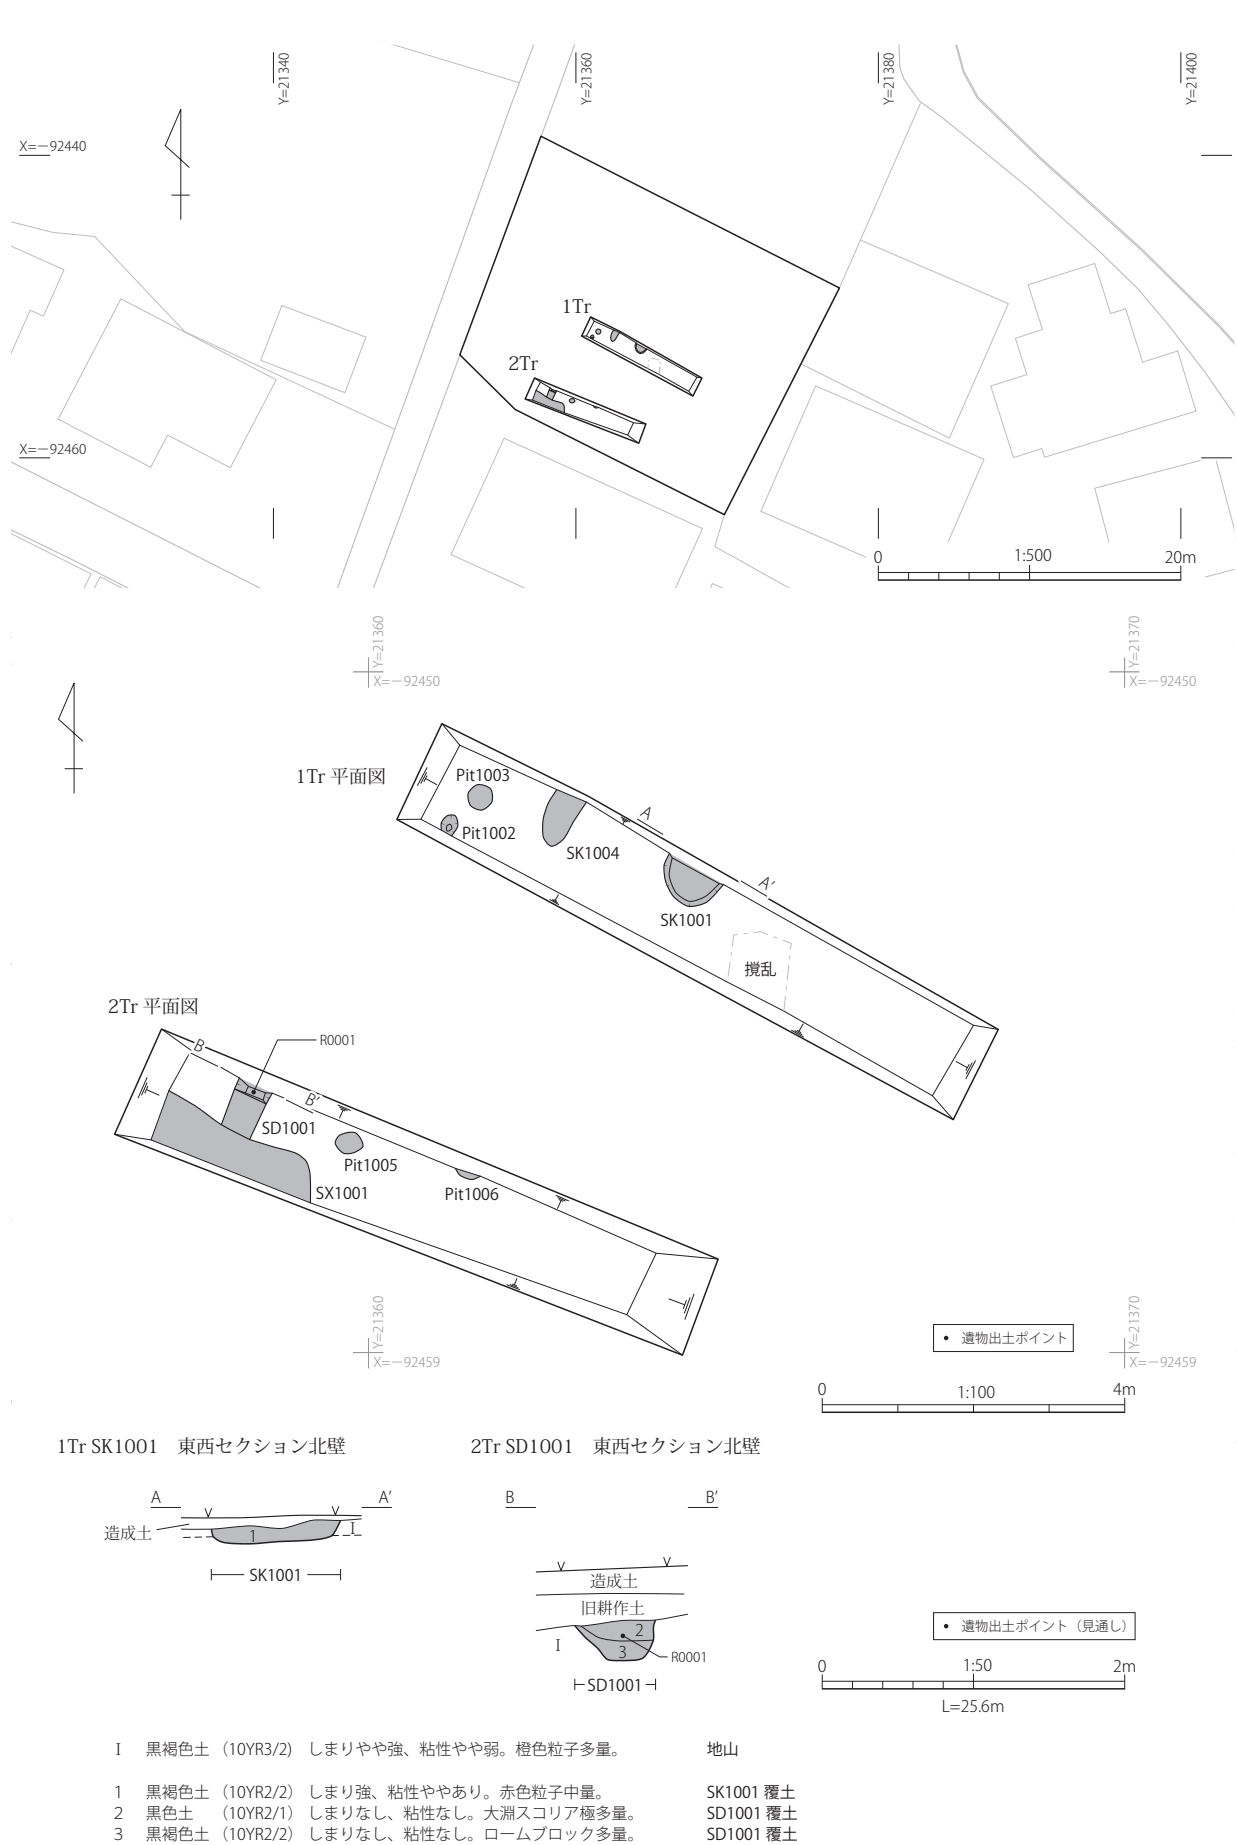 Y=21340
Y=21360
Y=21380
Y=21400
X=−92440
1Tr
2Tr
X=−92460
0 1:500 20m
Y=21360
X=−92450
Y=21370
X=−92450
1Tr 平面図
Pit1003
Pit1002
SK1004
A
A′
SK1001
撹乱
2Tr 平面図
B
R0001
B′
SD1001
Pit1005
SX1001
Pit1006
Y=21360
X=−92459
Y=21370
X=−92459
• 遺物出土ポイント
0 1:100 4m
1Tr SK1001 東西セクション北壁
2Tr SD1001 東西セクション北壁
A A′
造成土
1
I
SK1001
B B′
造成土
旧耕作土
I
2
3
R0001
SD1001
• 遺物出土ポイント（見通し）
0 1:50 2m
L=25.6m
I 黒褐色土 （10YR3/2) しまりやや強、粘性やや弱。橙色粒子多量。 地山
1 黒褐色土 （10YR2/2） しまり強、粘性ややあり。赤色粒子中量。 SK1001 覆土
2 黒色土 （10YR2/1） しまりなし、粘性なし。大淵スコリア極多量。 SD1001 覆土
3 黒褐色土 （10YR2/2） しまりなし、粘性なし。ロームブロック多量。 SD1001 覆土